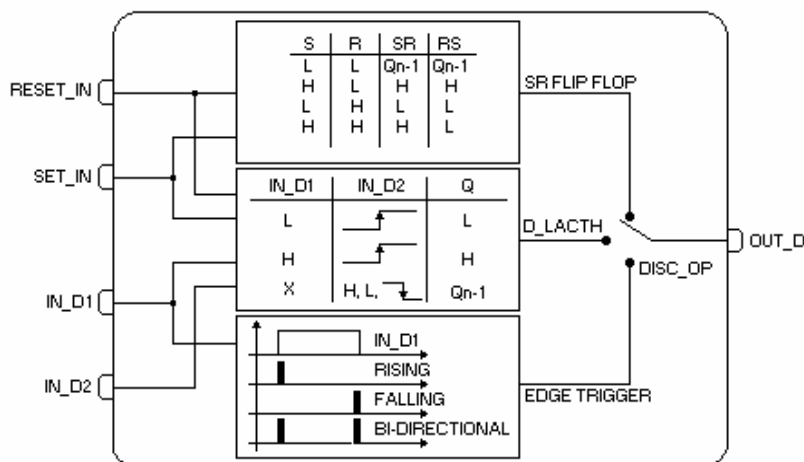 S R SR RS
L L Qn-1 Qn-1
H L H H
L H L L
H H H L
RESET_IN
SR FLIP FLOP
SET_IN
IN_D1 IN_D2 Q
L L
D_LACTH
OUT_D
H H
DISC_OP
X H, L, Qn-1
IN_D1
IN_D1
RISING
IN_D2
FALLING
EDGE TRIGGER
BI-DIRECTIONAL